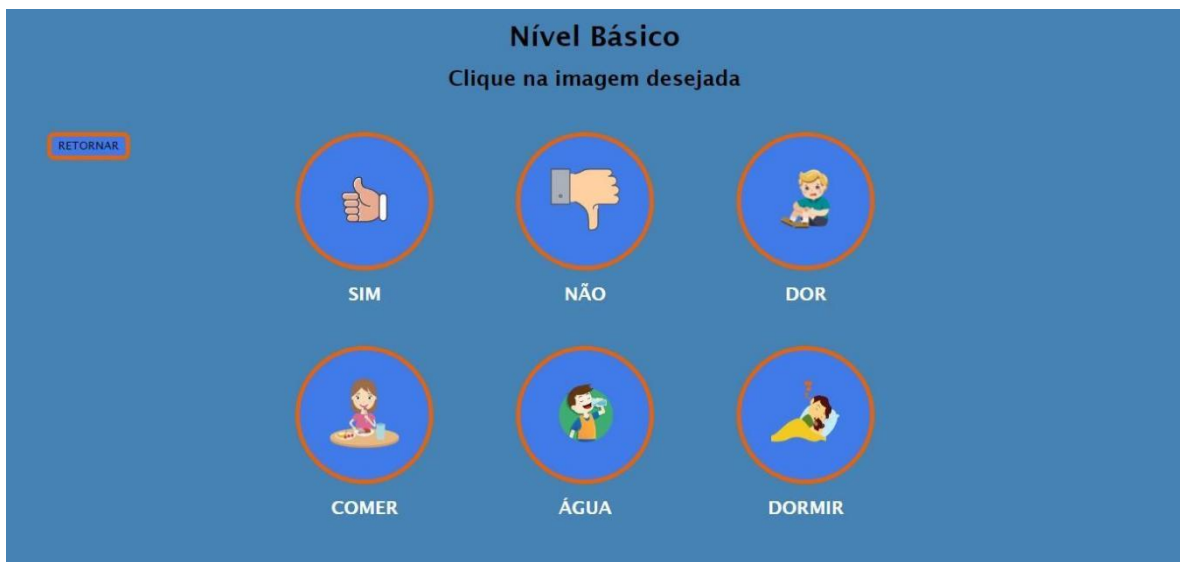 Nível Básico
Clique na imagem desejada
RETORNAR
SIM
NÃO
DOR
COMER
ÁGUA
DORMIR